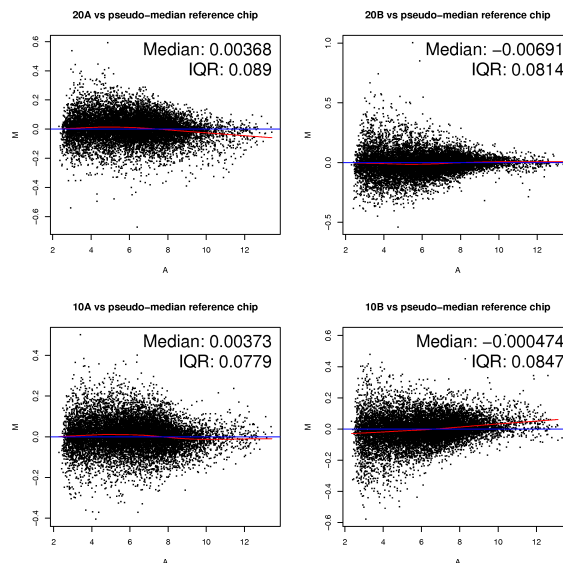 20A vs pseudo−median reference chip
Median: 0.00368
IQR: 0.089
M
0.6
0.4
0.2
0.0
−0.2
−0.4
−0.6
2 4 6 8 10 12
A
20B vs pseudo−median reference chip
Median: −0.00691
IQR: 0.0814
M
1.0
0.5
0.0
−0.5
2 4 6 8 10 12
A
10A vs pseudo−median reference chip
Median: 0.00373
IQR: 0.0779
M
0.4
0.2
0.0
−0.2
−0.4
2 4 6 8 10 12
A
10B vs pseudo−median reference chip
Median: −0.000474
IQR: 0.0847
M
0.6
0.4
0.2
0.0
−0.2
−0.4
−0.6
2 4 6 8 10 12
A